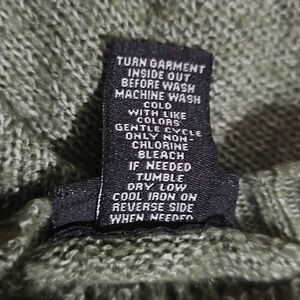 TURN GARMENT
INSIDE OUT
BEFORE WASH
MACHINE WASH
COLD
WITH LIKE
COLORS
GENTLE CYCLE
ONLY NON-
CHLORINE
BLEACH
IF NEEDED
TUMBLE
DRY LOW
COOL IRON ON
REVERSE SIDE
WHEN NEEDED